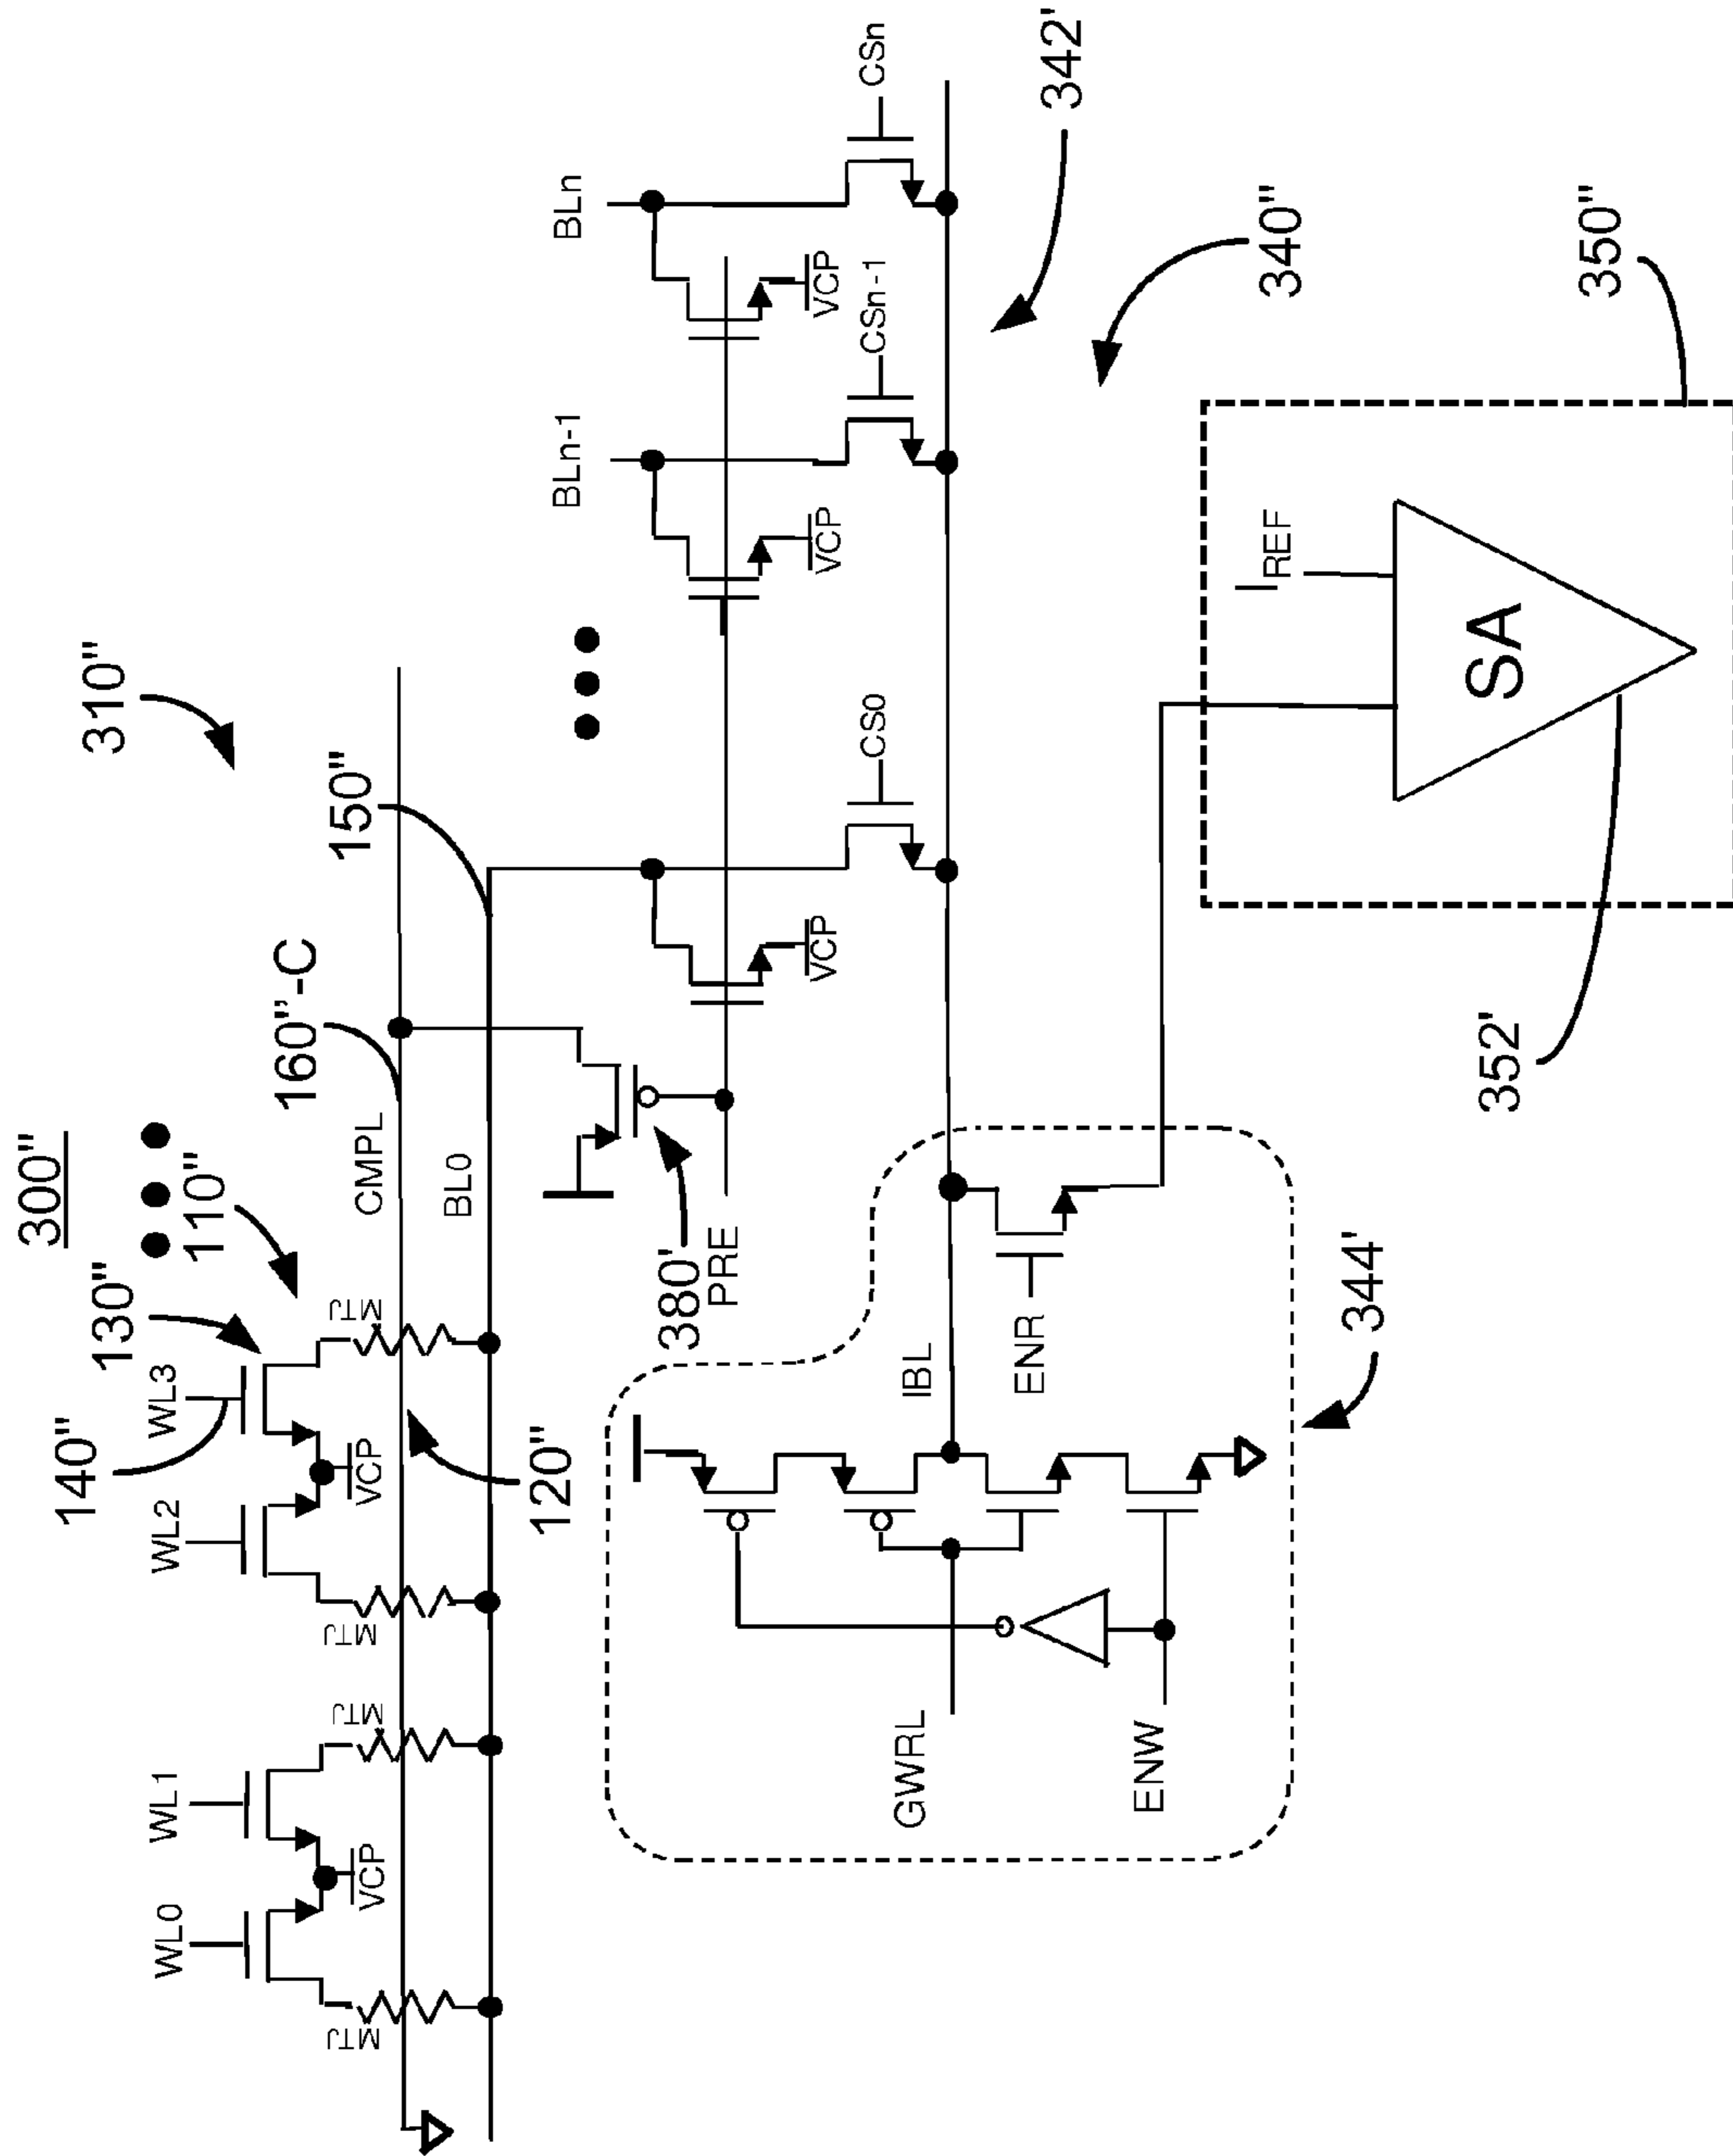 300"
310"
110"
130"
140"
120"
160"-C
150"
WL0
WL1
WL2
WL3
VCP
VCP
MTJ
MTJ
MTJ
MTJ
CMPL
BL0
380'
PRE
VCP
VCP
VCP
BLn-1
BLn
CS0
CSn-1
CSn
342'
340"
IBL
ENR
GWRL
ENW
344'
IREF
SA
350"
352'